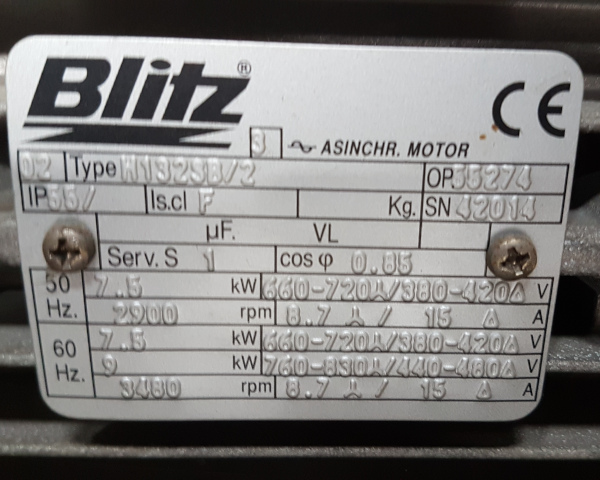 Blitz®
CE
3 ~ ASINCHR. MOTOR
02 Type M132SB/2 OP.55274
IP55/ Is.cl F Kg. SN 42014
µF. VL
Serv. S 1 cos φ 0.85
50 Hz. 7.5 kW 660-720⅄/380-420Δ V
2900 rpm 8.7⅄ / 15 Δ A
60 Hz. 7.5 kW 660-720⅄/380-420Δ V
9 kW 760-830⅄/440-480Δ V
3480 rpm 8.7⅄ / 15 Δ A